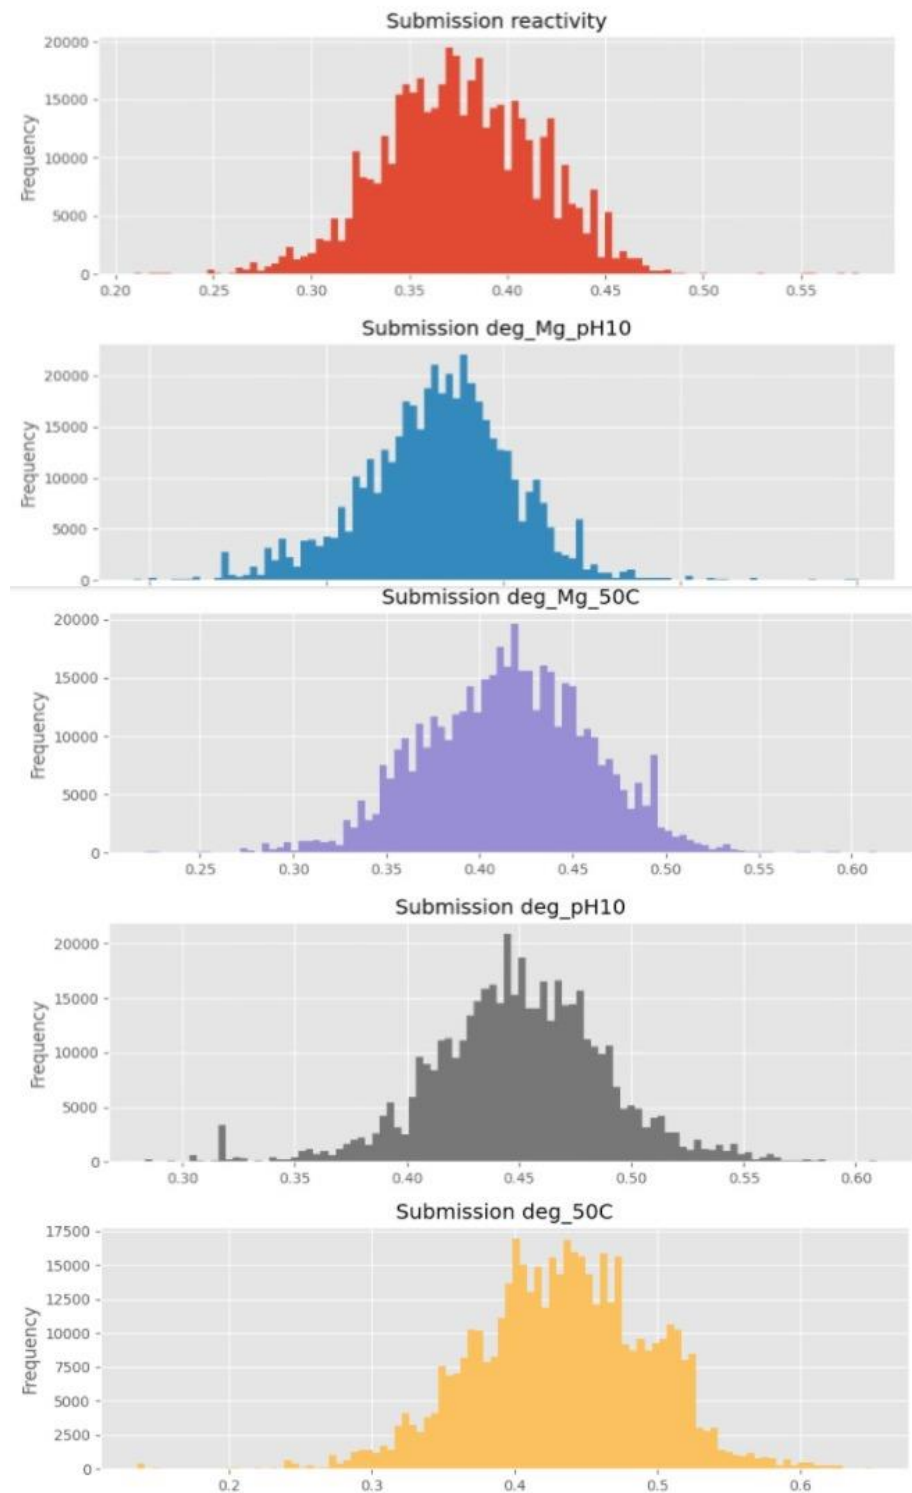 Submission reactivity
20000
15000
10000
5000
0
Frequency
0.20 0.25 0.30 0.35 0.40 0.45 0.50 0.55
Submission deg_Mg_pH10
20000
15000
10000
5000
0
Frequency
Submission deg_Mg_50C
20000
15000
10000
5000
0
Frequency
0.25 0.30 0.35 0.40 0.45 0.50 0.55 0.60
Submission deg_pH10
20000
15000
10000
5000
0
Frequency
0.30 0.35 0.40 0.45 0.50 0.55 0.60
Submission deg_50C
17500
15000
12500
10000
7500
5000
2500
0
Frequency
0.2 0.3 0.4 0.5 0.6